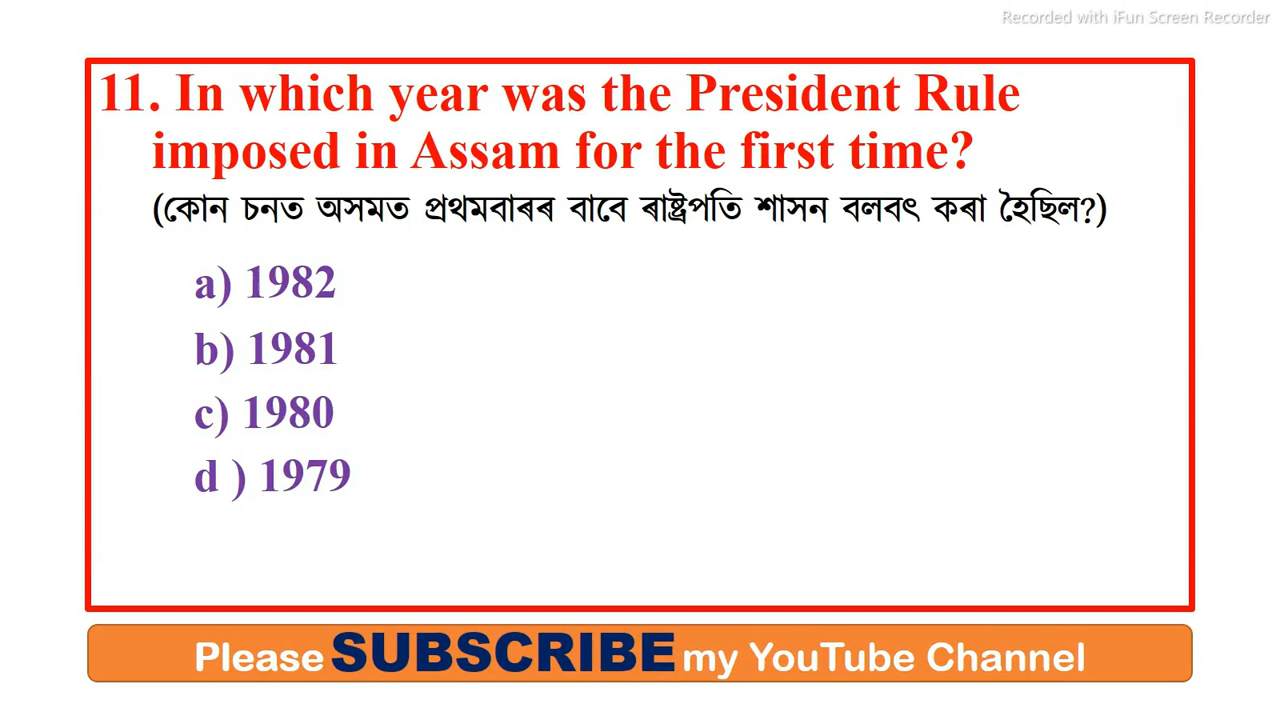 Recorded with iFun Screen Recorder
11. In which year was the President Rule
imposed in Assam for the first time?
(কোন চনত অসমত প্ৰথমবাৰৰ বাবে ৰাষ্ট্ৰপতি শাসন বলবৎ কৰা হৈছিল?)
a) 1982
b) 1981
c) 1980
d ) 1979
Please SUBSCRIBE my YouTube Channel